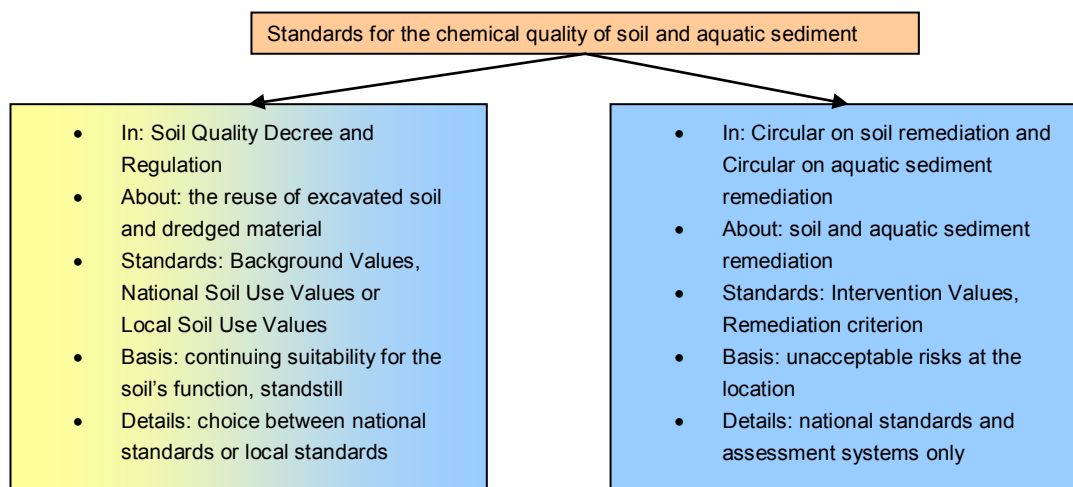 Standards for the chemical quality of soil and aquatic sediment
• In: Soil Quality Decree and
Regulation
• About: the reuse of excavated soil
and dredged material
• Standards: Background Values,
National Soil Use Values or
Local Soil Use Values
• Basis: continuing suitability for the
soil's function, standstill
• Details: choice between national
standards or local standards
• In: Circular on soil remediation and
Circular on aquatic sediment
remediation
• About: soil and aquatic sediment
remediation
• Standards: Intervention Values,
Remediation criterion
• Basis: unacceptable risks at the
location
• Details: national standards and
assessment systems only